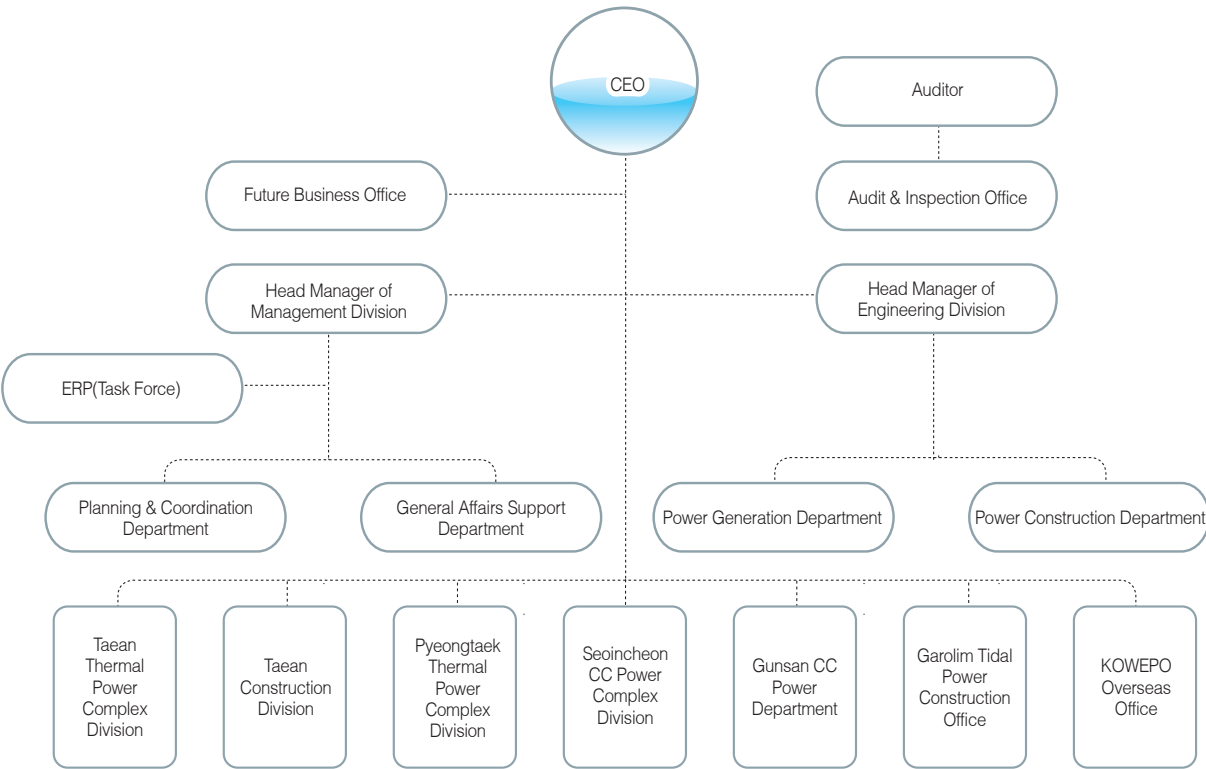 CEO
Auditor
Future Business Office
Audit & Inspection Office
Head Manager of
Management Division
Head Manager of
Engineering Division
ERP(Task Force)
Planning & Coordination
Department
General Affairs Support
Department
Power Generation Department
Power Construction Department
Taean
Thermal
Power
Complex
Division
Taean
Construction
Division
Pyeongtaek
Thermal
Power
Complex
Division
Seoincheon
CC Power
Complex
Division
Gunsan CC
Power
Department
Garolim Tidal
Power
Construction
Office
KOWEPO
Overseas
Office